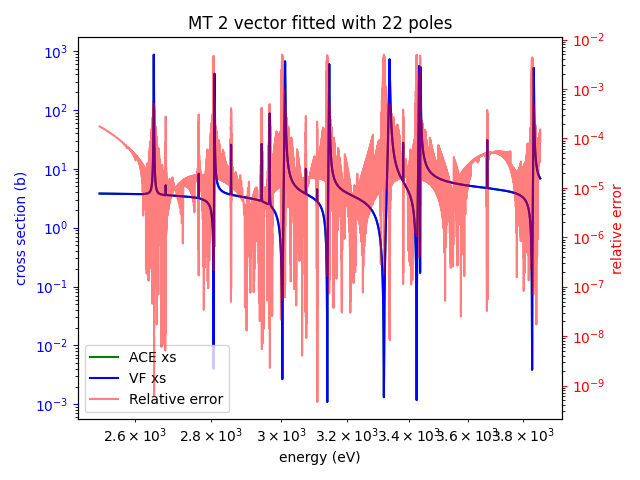 MT 2 vector fitted with 22 poles
cross section (b)
10³
10²
10¹
10⁰
10⁻¹
10⁻²
10⁻³
10⁻²
10⁻³
10⁻⁴
10⁻⁵
10⁻⁶
10⁻⁷
10⁻⁸
10⁻⁹
relative error
ACE xs
VF xs
Relative error
2.6 × 10³ 2.8 × 10³ 3 × 10³ 3.2 × 10³ 3.4 × 10³ 3.6 × 10³ 3.8 × 10³
energy (eV)